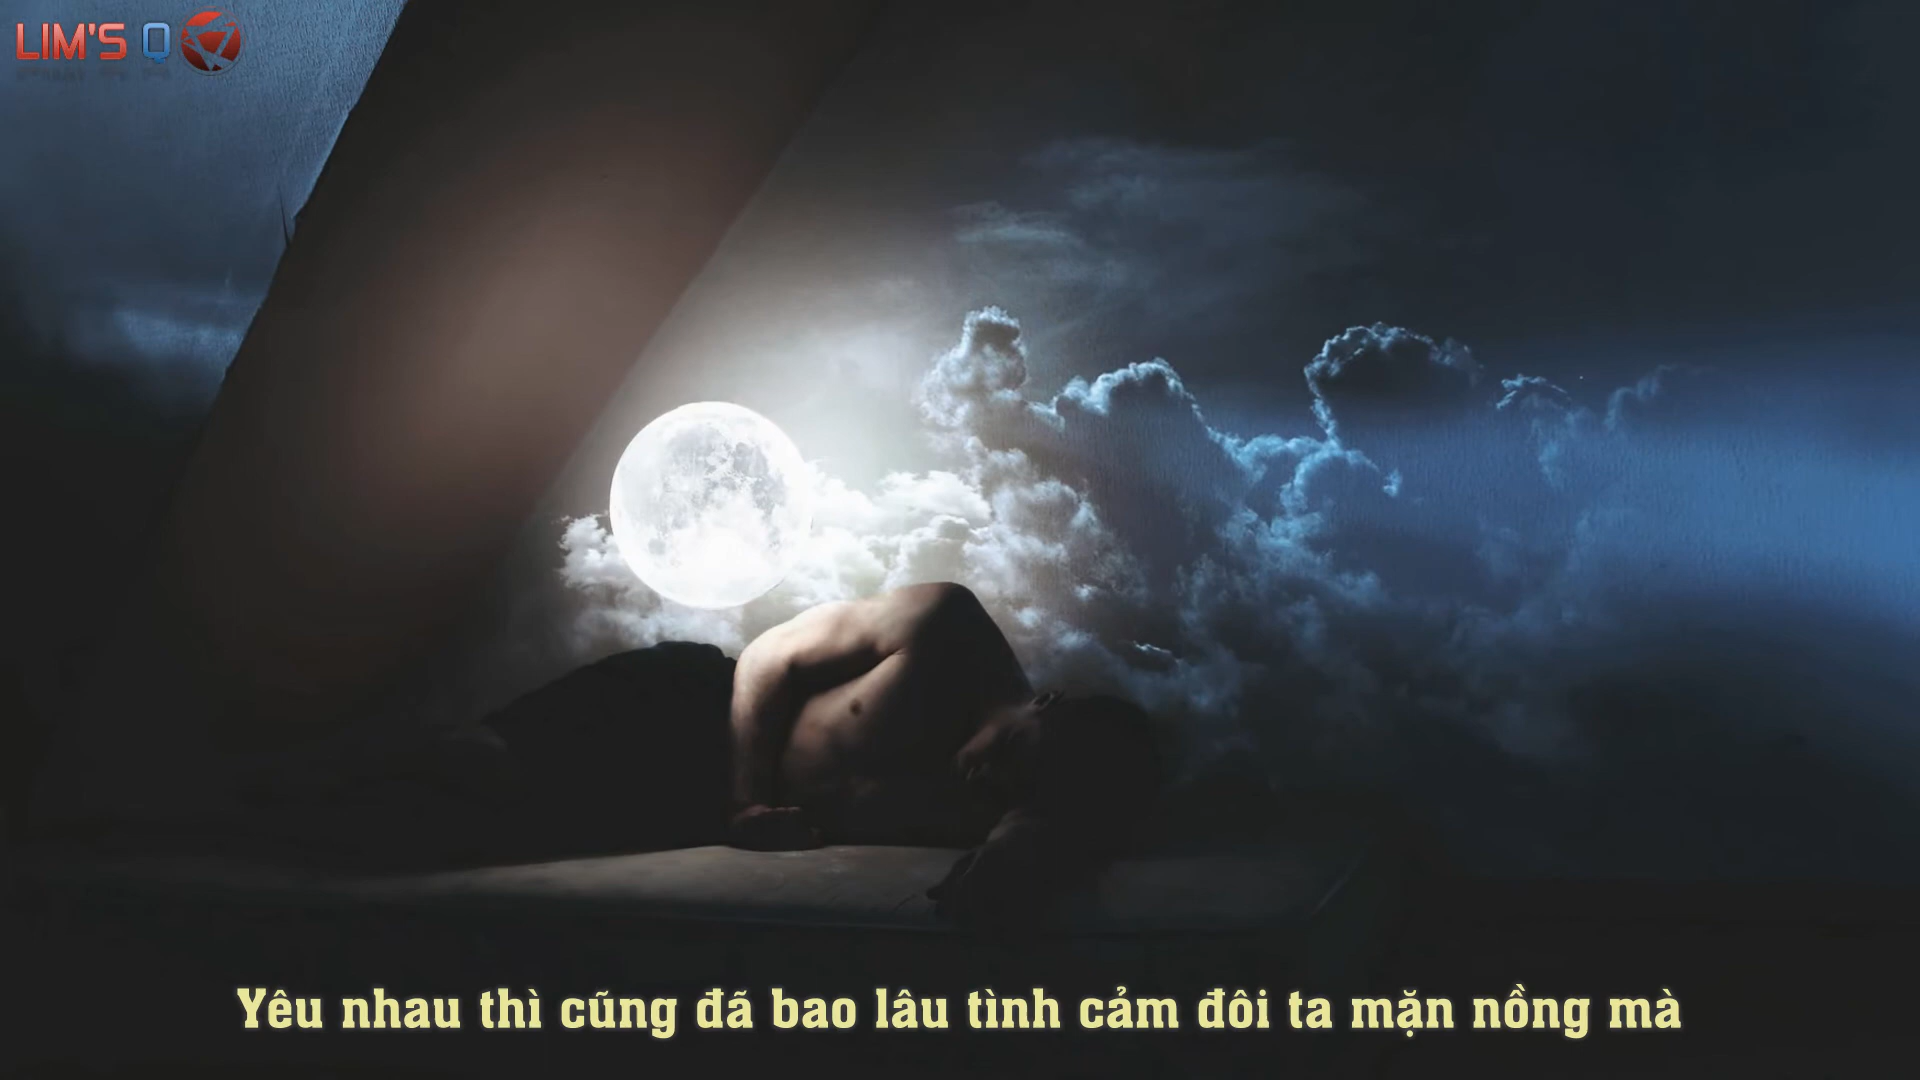 LIM'S Q
Yêu nhau thì cũng đã bao lâu tình cảm đôi ta mặn nồng mà